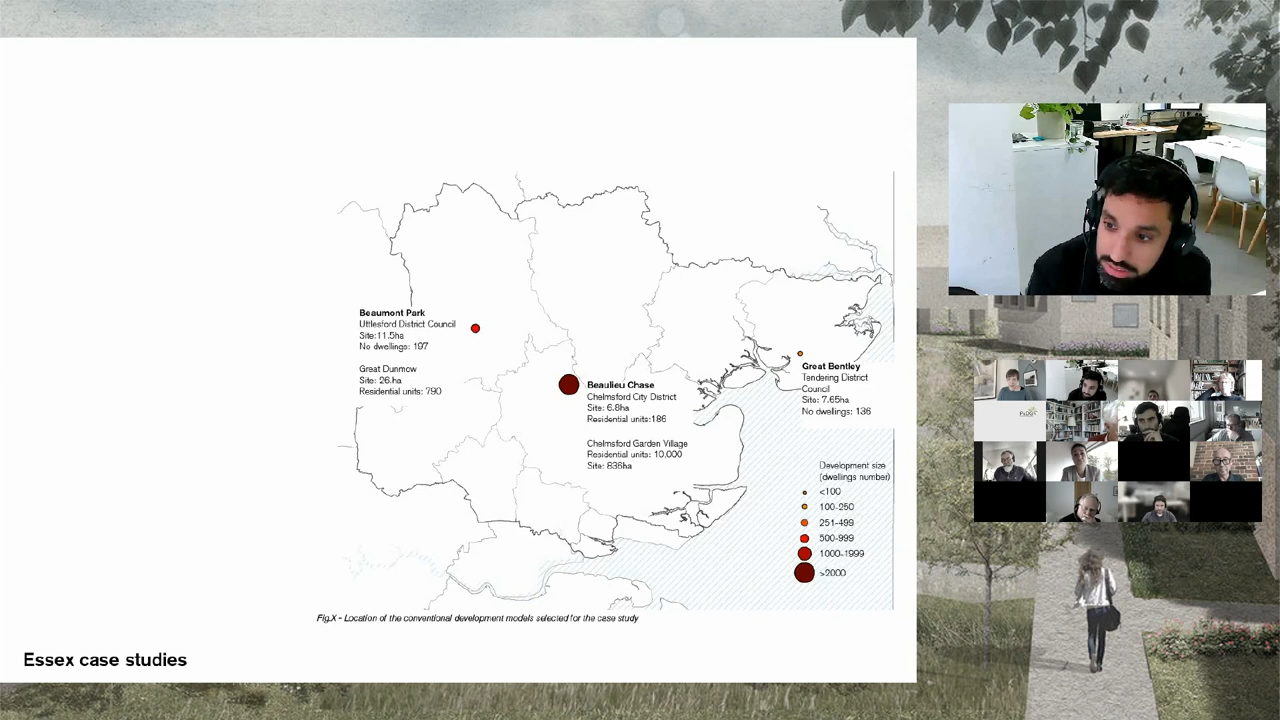 Beaumont Park
Uttlesford District Council
Site:11.5ha
No dwellings: 197
Great Dunmow
Site: 26.ha
Residential units: 790
Beaulieu Chase
Chelmsford City District
Site: 6.8ha
Residential units:186
Chelmsford Garden Village
Residential units: 10,000
Site: 836ha
Great Bentley
Tendering District
Council
Site: 7.65ha
No dwellings: 136
Development size
(dwellings number)
<100
100-250
251-499
500-999
1000-1999
>2000
Fig.X - Location of the conventional development models selected for the case study
Essex case studies